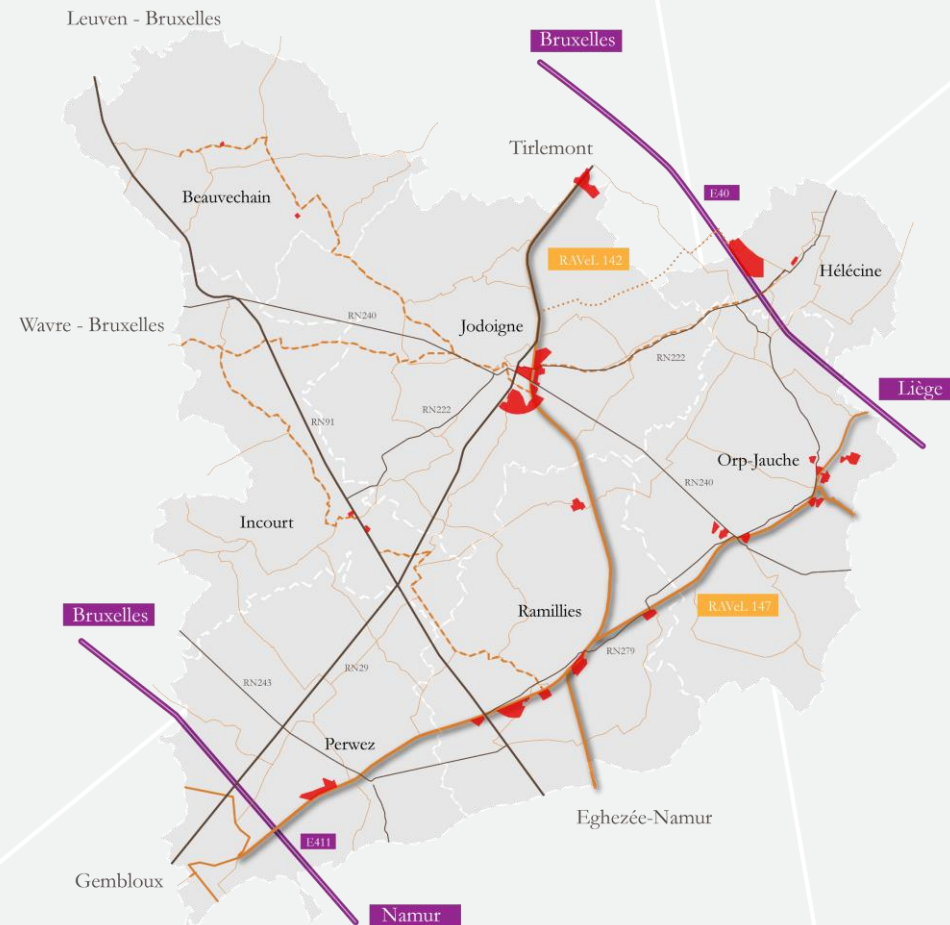 Leuven - Bruxelles
Bruxelles
Tirlemont
E40
Beauvechain
RAVeL 142
Hélécine
Wavre - Bruxelles
RN240
Jodoigne
RN222
Liège
RN222
RN91
Orp-Jauche
RN240
Incourt
Bruxelles
Ramillies
RAVeL 147
RN279
RN29
RN243
Perwez
Eghezée-Namur
E411
Gembloux
Namur